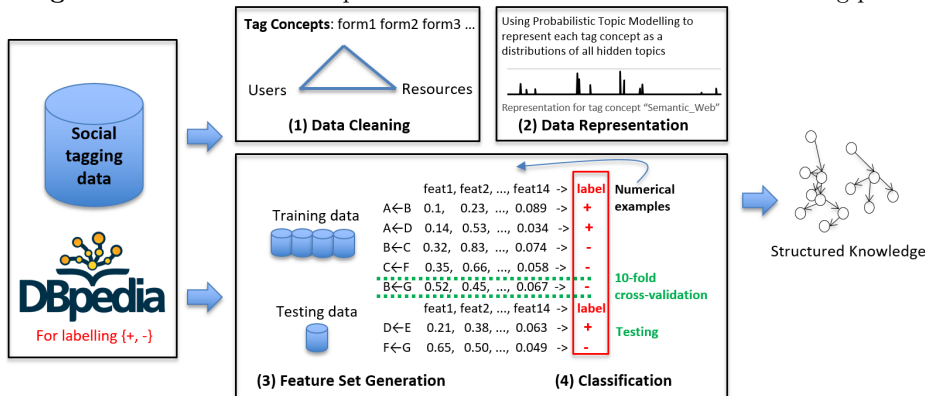 Social
tagging
data
DBpedia
For labelling {+, -}
Tag Concepts: form1 form2 form3 ...
Users
Resources
(1) Data Cleaning
Using Probabilistic Topic Modelling to
represent each tag concept as a
distributions of all hidden topics
Representation for tag concept “Semantic_Web”
(2) Data Representation
Training data
feat1, feat2, ..., feat14 -> label
A←B 0.1, 0.23, ..., 0.089 -> +
A←D 0.14, 0.53, ..., 0.034 -> +
B←C 0.32, 0.83, ..., 0.074 -> -
C←F 0.35, 0.66, ..., 0.058 -> -
B←G 0.52, 0.45, ..., 0.067 -> -
Numerical
examples
10-fold
cross-validation
Testing data
feat1, feat2, ..., feat14 -> label
D←E 0.21, 0.38, ..., 0.063 -> +
F←G 0.65, 0.50, ..., 0.049 -> -
Testing
(3) Feature Set Generation
(4) Classification
Structured Knowledge